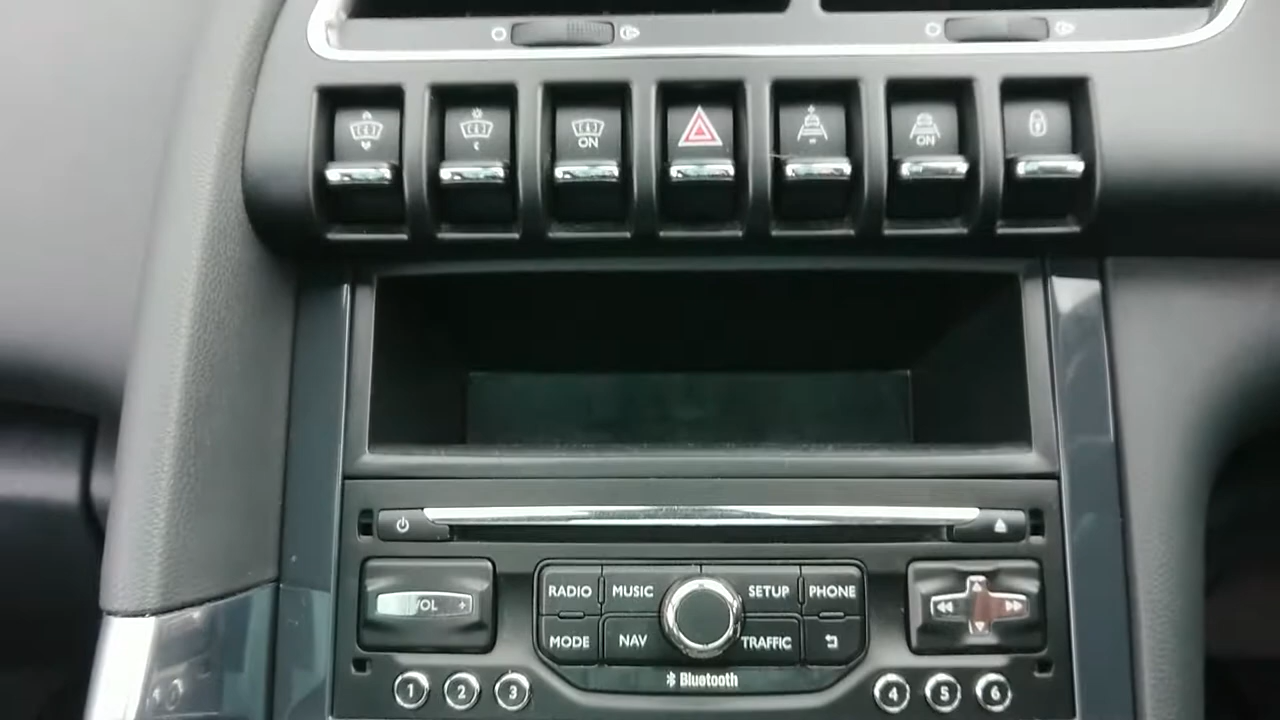 ON
ON
VOL
RADIO MUSIC SETUP PHONE
MODE NAV TRAFFIC
Bluetooth
1 2 3 4 5 6